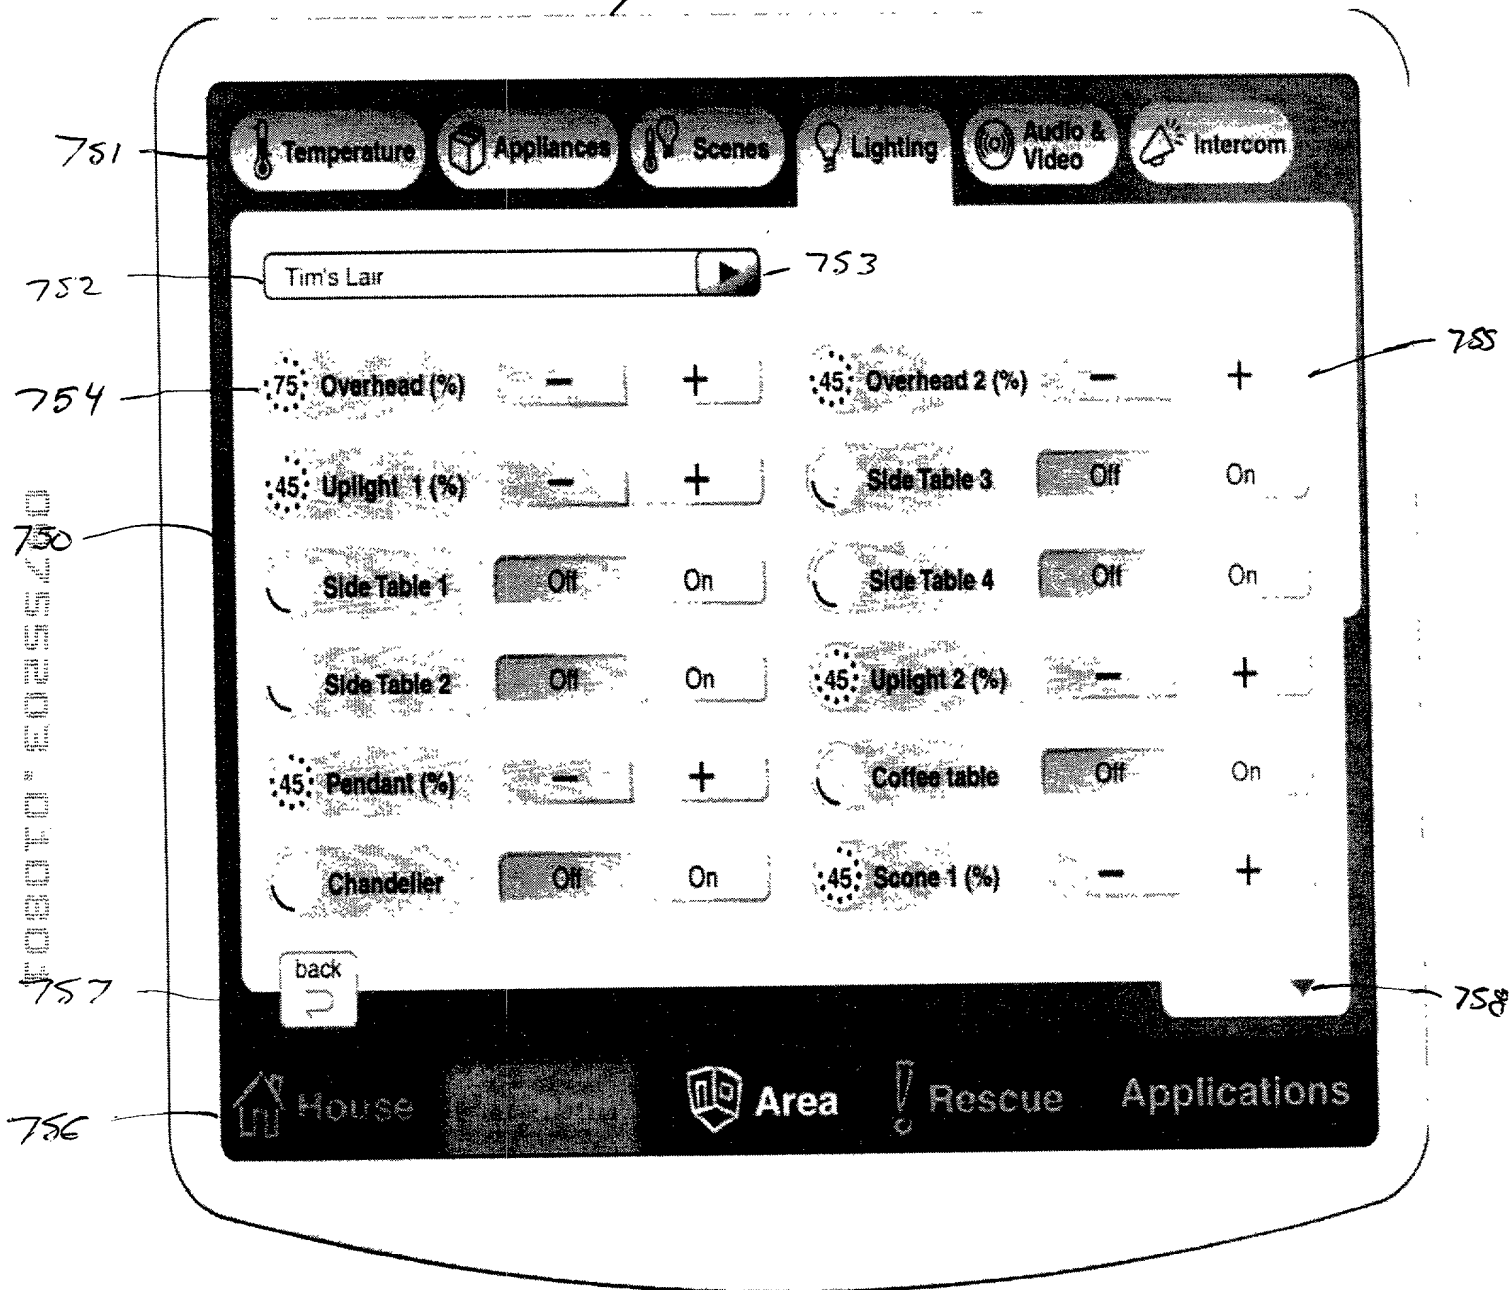 Temperature Appliances Scenes Lighting Audio & Video Intercom
751
Tim's Lair
752
753
75 Overhead (%) − +
45 Overhead 2 (%) − +
755
754
45 Uplight 1 (%) − +
Side Table 3 Off On
750
Side Table 1 Off On
Side Table 4 Off On
Side Table 2 Off On
45 Uplight 2 (%) − +
45 Pendant (%) − +
Coffee table Off On
Chandelier Off On
45 Scone 1 (%) − +
back
757
758
House Area Rescue Applications
756